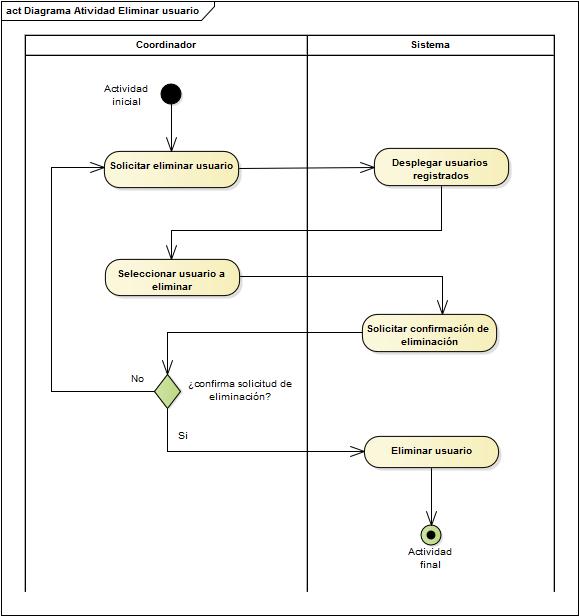 act Diagrama Atividad Eliminar usuario
Coordinador
Sistema
Actividad
inicial
Solicitar eliminar usuario
Desplegar usuarios
registrados
Seleccionar usuario a
eliminar
Solicitar confirmación de
eliminación
No
¿confirma solicitud de
eliminación?
Si
Eliminar usuario
Actividad
final